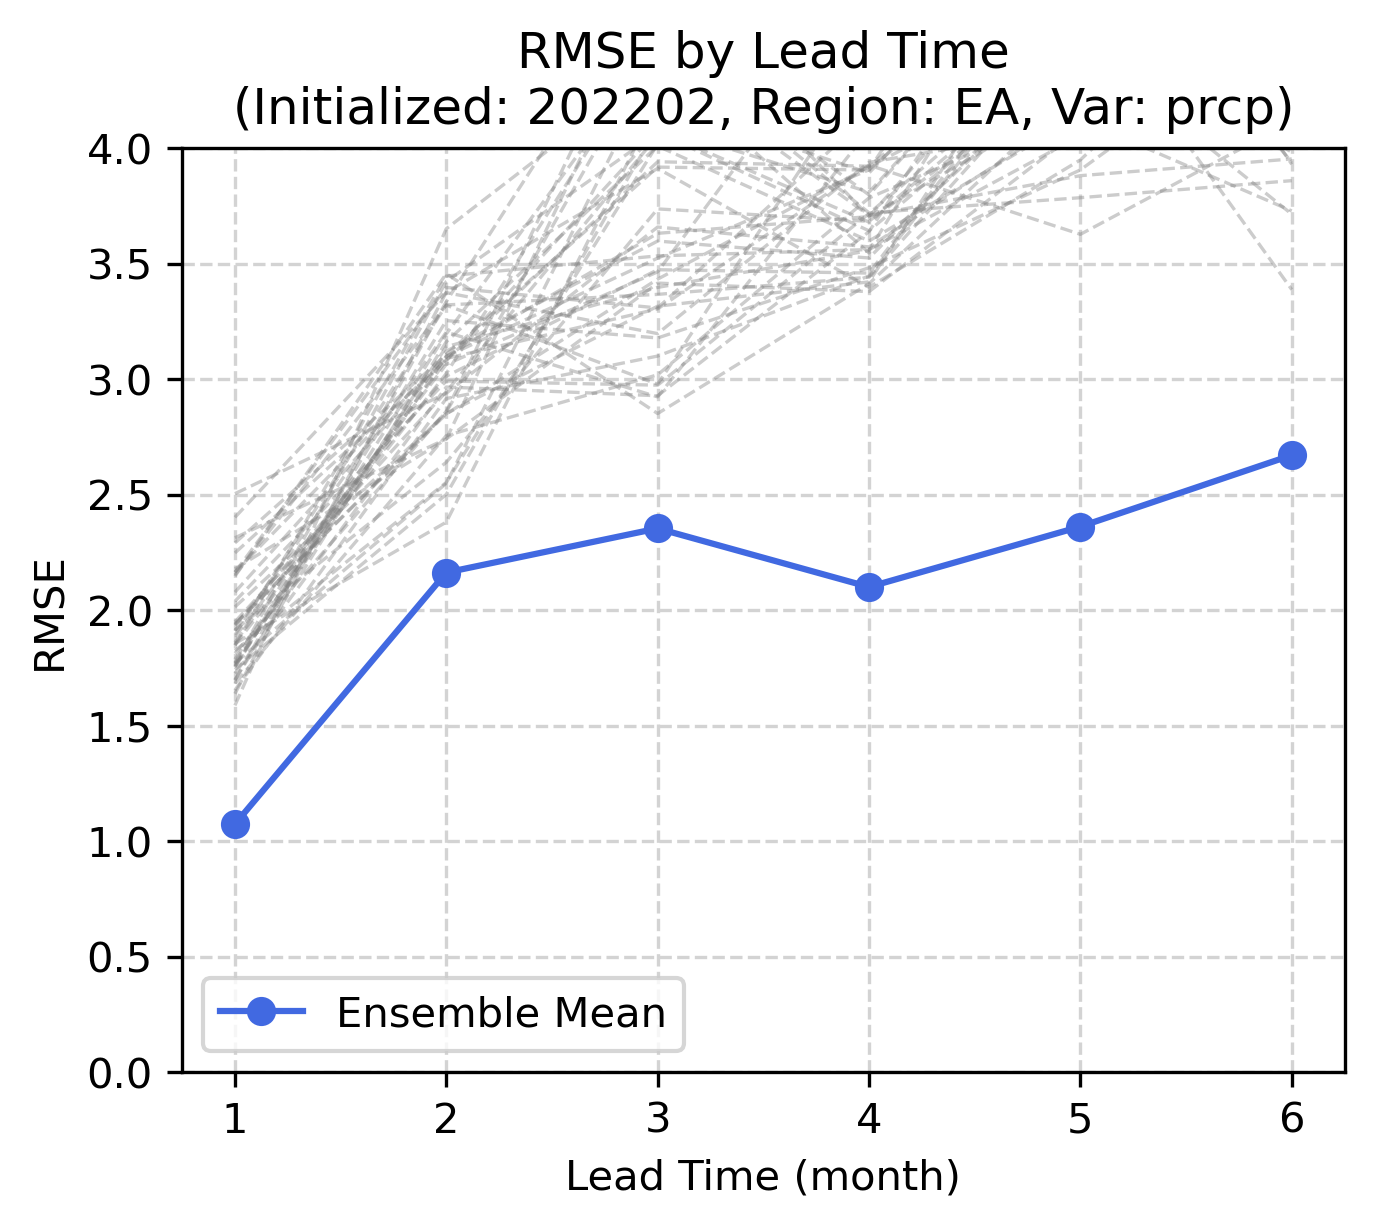 RMSE by Lead Time
(Initialized: 202202, Region: EA, Var: prcp)
4.0
3.5
3.0
2.5
2.0
1.5
1.0
0.5
0.0
RMSE
Ensemble Mean
1 2 3 4 5 6
Lead Time (month)